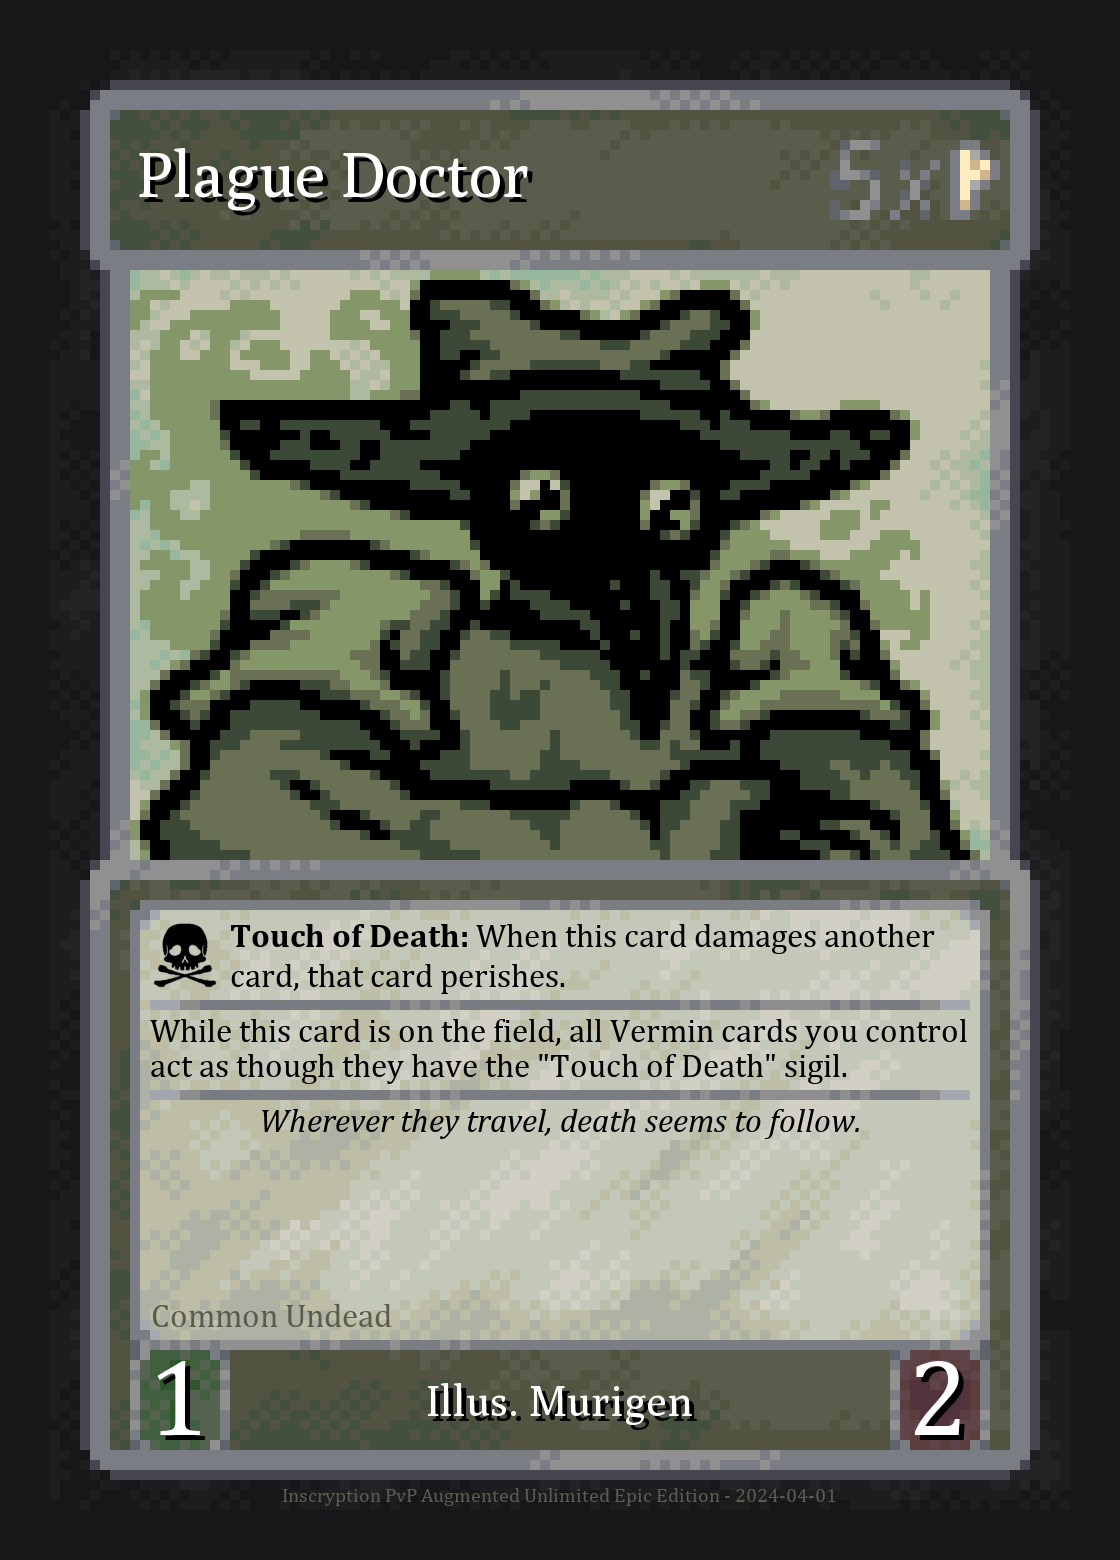 Plague Doctor 5x
Touch of Death: When this card damages another
card, that card perishes.
While this card is on the field, all Vermin cards you control
act as though they have the "Touch of Death" sigil.
Wherever they travel, death seems to follow.
Common Undead
1 Illus. Murigen 2
Inscryption PvP Augmented Unlimited Epic Edition - 2024-04-01